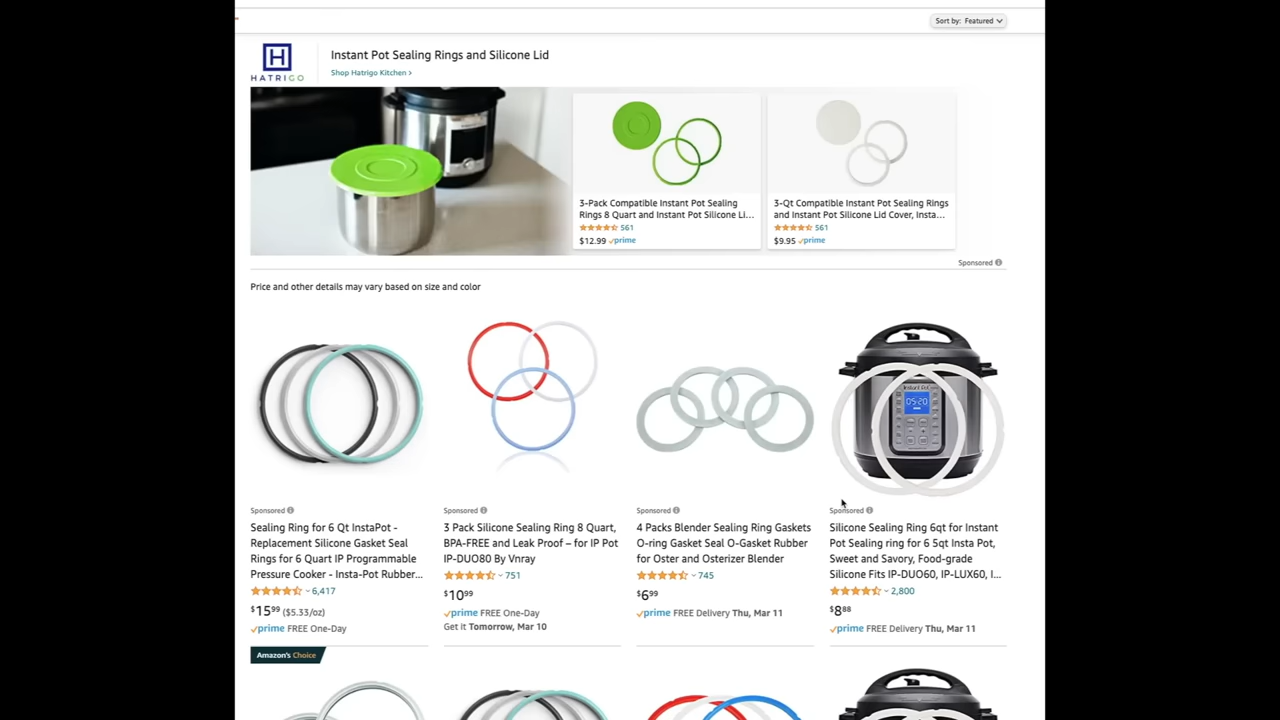 Sort by: Featured
HATRIGO
Instant Pot Sealing Rings and Silicone Lid
Shop Hatrigo Kitchen >
3-Pack Compatible Instant Pot Sealing
Rings 8 Quart and Instant Pot Silicone Li...
561
$12.99 prime
3-Qt Compatible Instant Pot Sealing Rings
and Instant Pot Silicone Lid Cover, Insta...
561
$9.95 prime
Sponsored
Price and other details may vary based on size and color
Instant Pot
05:20
Sponsored
Sealing Ring for 6 Qt InstaPot -
Replacement Silicone Gasket Seal
Rings for 6 Quart IP Programmable
Pressure Cooker - Insta-Pot Rubber...
6,417
$15.99 ($5.33/oz)
prime FREE One-Day
Sponsored
3 Pack Silicone Sealing Ring 8 Quart,
BPA-FREE and Leak Proof – for IP Pot
IP-DUO80 By Vnray
751
$10.99
prime FREE One-Day
Get it Tomorrow, Mar 10
Sponsored
4 Packs Blender Sealing Ring Gaskets
O-ring Gasket Seal O-Gasket Rubber
for Oster and Osterizer Blender
745
$6.99
prime FREE Delivery Thu, Mar 11
Sponsored
Silicone Sealing Ring 6qt for Instant
Pot Sealing ring for 6 5qt Insta Pot,
Sweet and Savory, Food-grade
Silicone Fits IP-DUO60, IP-LUX60, I...
2,800
$8.88
prime FREE Delivery Thu, Mar 11
Amazon's Choice